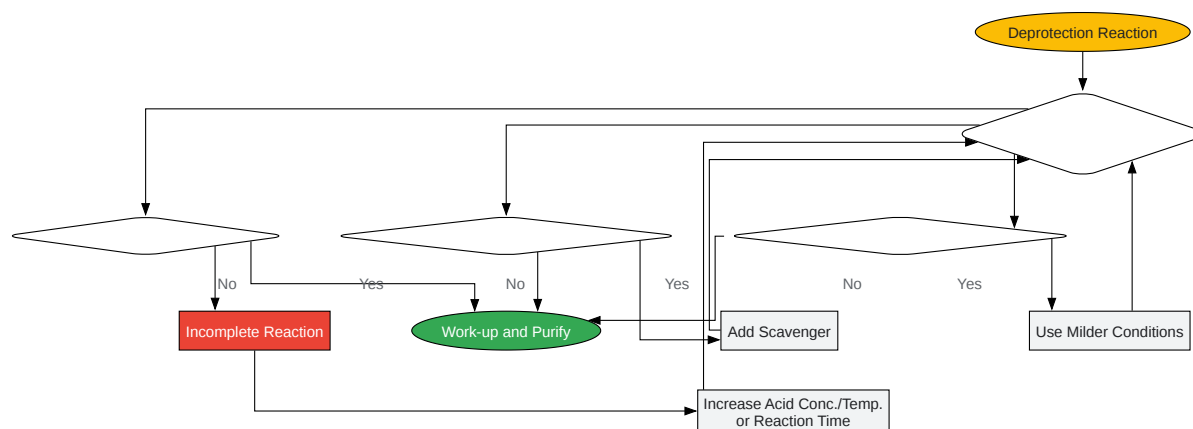 Deprotection Reaction
No
Yes
No
Yes
No
Yes
Incomplete Reaction
Work-up and Purify
Add Scavenger
Use Milder Conditions
Increase Acid Conc./Temp.
or Reaction Time